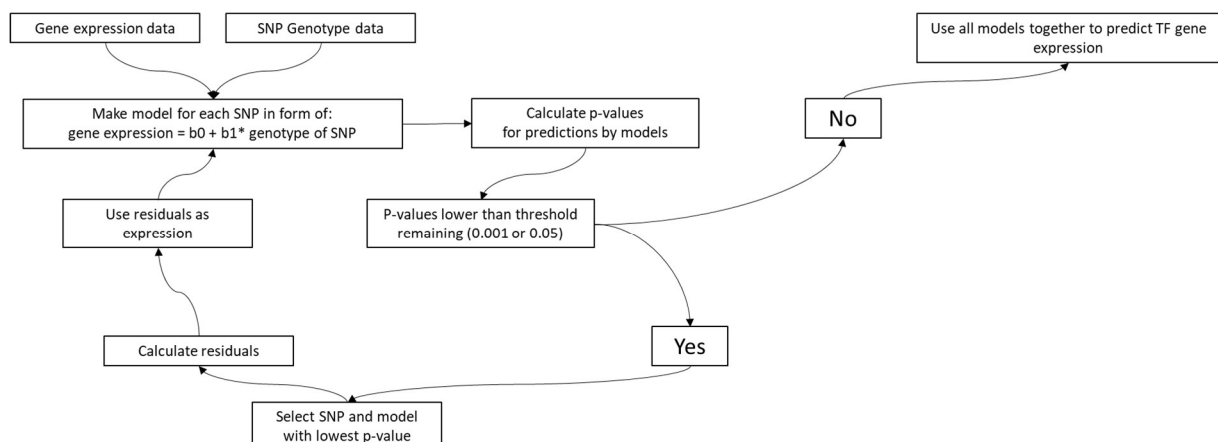 Gene expression data
SNP Genotype data
Use all models together to predict TF gene
expression
Make model for each SNP in form of:
gene expression = b0 + b1* genotype of SNP
Calculate p-values
for predictions by models
No
Use residuals as
expression
P-values lower than threshold
remaining (0.001 or 0.05)
Calculate residuals
Yes
Select SNP and model
with lowest p-value